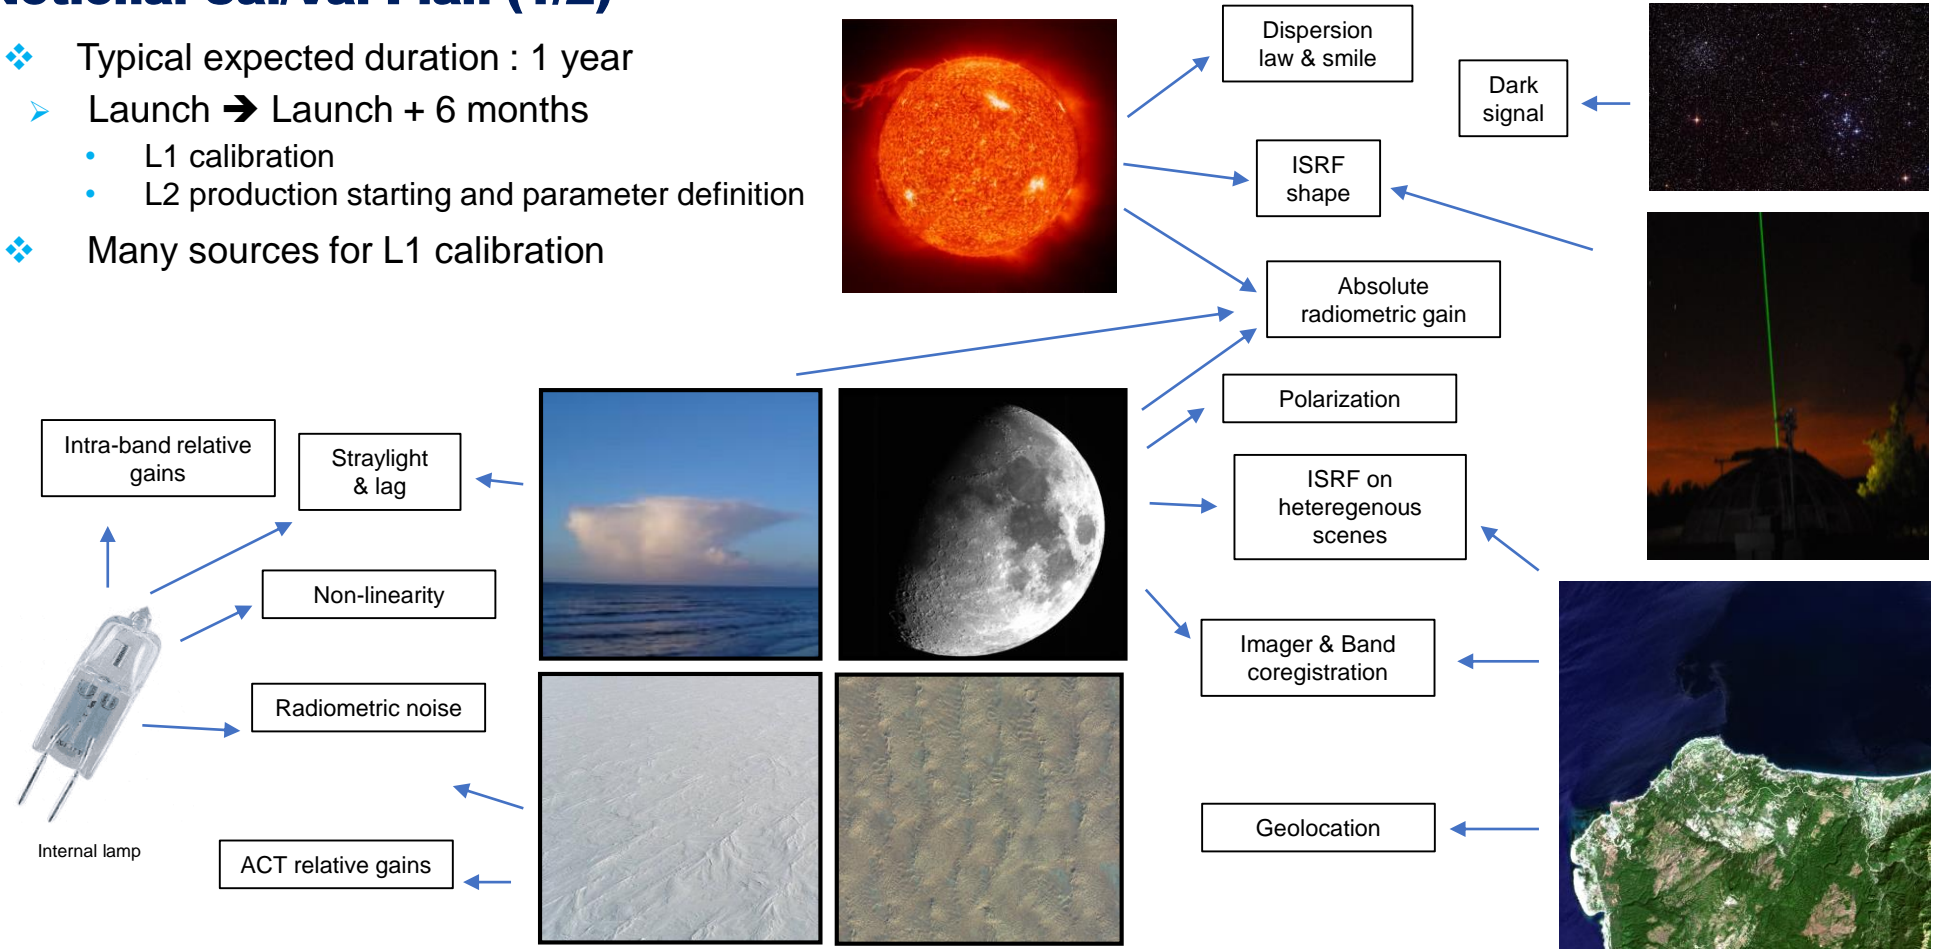 Typical expected duration : 1 year
Launch ➔ Launch + 6 months
L1 calibration
L2 production starting and parameter definition
Many sources for L1 calibration
Dispersion
law & smile
Dark
signal
ISRF
shape
Absolute
radiometric gain
Polarization
ISRF on
heteregenous
scenes
Imager & Band
coregistration
Geolocation
Intra-band relative
gains
Straylight
& lag
Non-linearity
Radiometric noise
ACT relative gains
Internal lamp